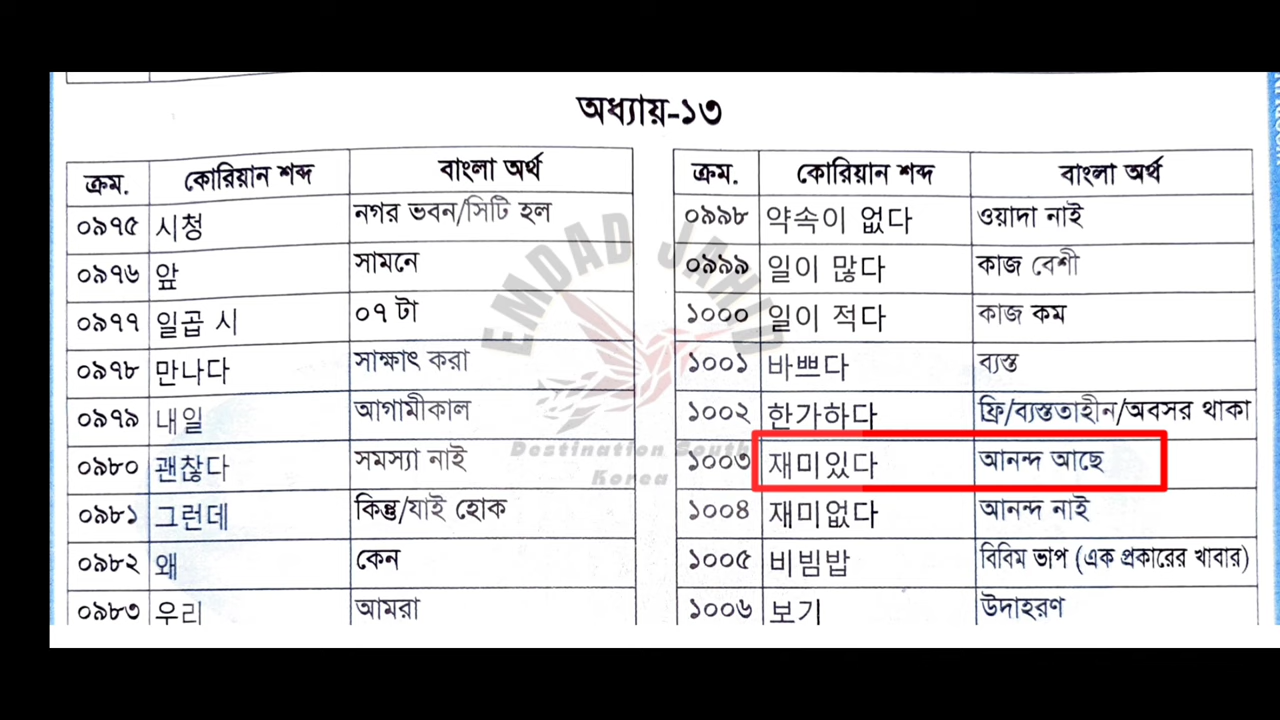 অধ্যায়-১৩
ক্রম. কোরিয়ান শব্দ বাংলা অর্থ
০৯৭৫ 시청 নগর ভবন/সিটি হল
০৯৭৬ 앞 সামনে
০৯৭৭ 일곱 시 ০৭ টা
০৯৭৮ 만나다 সাক্ষাৎ করা
০৯৭৯ 내일 আগামীকাল
০৯৮০ 괜찮다 সমস্যা নাই
০৯৮১ 그런데 কিন্তু/যাই হোক
০৯৮২ 왜 কেন
০৯৮৩ 우리 আমরা
ক্রম. কোরিয়ান শব্দ বাংলা অর্থ
০৯৯৮ 약속이 없다 ওয়াদা নাই
০৯৯৯ 일이 많다 কাজ বেশী
১০০০ 일이 적다 কাজ কম
১০০১ 바쁘다 ব্যস্ত
১০০২ 한가하다 ফ্রি/ব্যস্ততাহীন/অবসর থাকা
১০০৩ 재미있다 আনন্দ আছে
১০০৪ 재미없다 আনন্দ নাই
১০০৫ 비빔밥 বিবিম ভাপ (এক প্রকারের খাবার)
১০০৬ 보기 উদাহরণ
EMDAD JAHID
Destination South
Korea